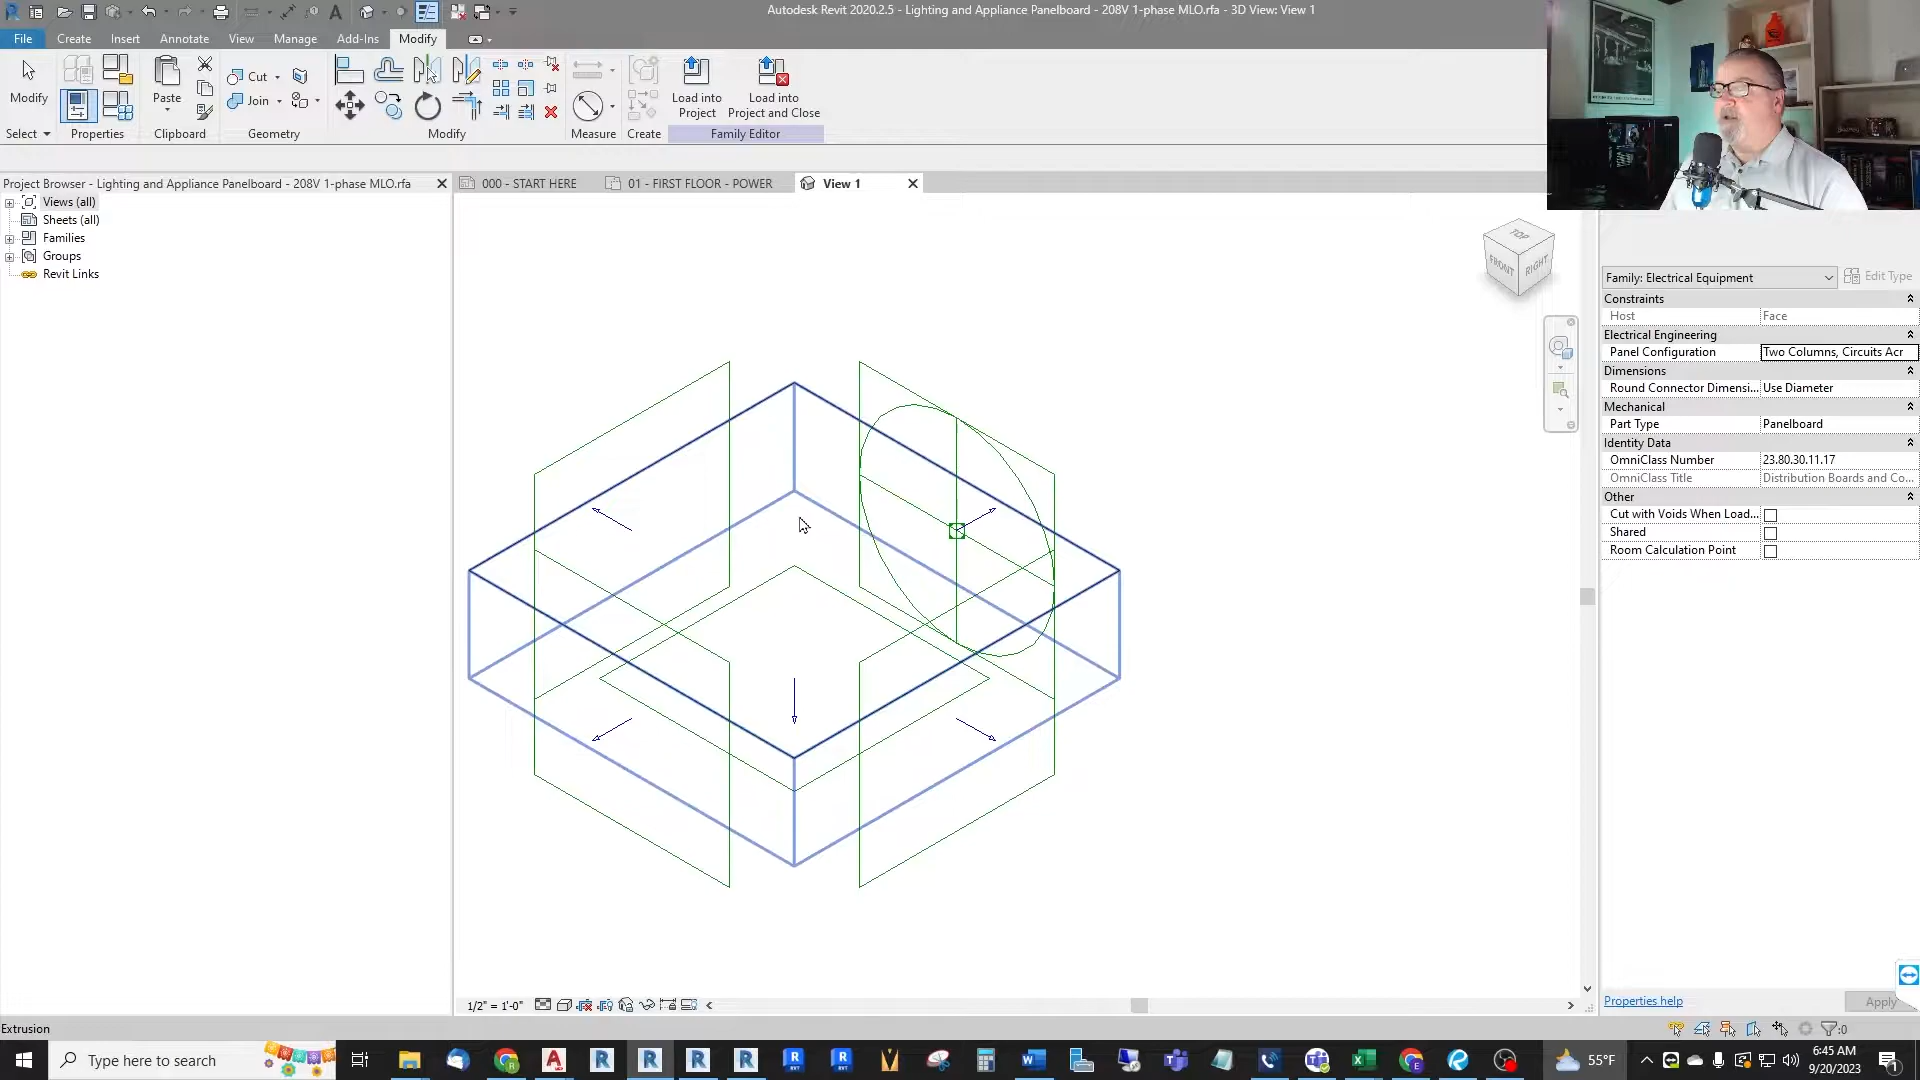 Autodesk Revit 2020.2.5 - Lighting and Appliance Panelboard - 208V 1-phase MLO.rfa - 3D View: View 1
File
Create
Insert
Annotate
View
Manage
Add-Ins
Modify
Modify
Paste
Cut
Join
Load into
Project
Load into
Project and Close
Select
Properties
Clipboard
Geometry
Modify
Measure
Create
Family Editor
Project Browser - Lighting and Appliance Panelboard - 208V 1-phase MLO.rfa
000 - START HERE
01 - FIRST FLOOR - POWER
View 1
Views (all)
Sheets (all)
Families
Groups
Revit Links
TOP
FRONT
RIGHT
Family: Electrical Equipment
Edit Type
Constraints
Host Face
Electrical Engineering
Panel Configuration Two Columns, Circuits Acr
Dimensions
Round Connector Dimensi... Use Diameter
Mechanical
Part Type Panelboard
Identity Data
OmniClass Number 23.80.30.11.17
OmniClass Title Distribution Boards and Co...
Other
Cut with Voids When Load...
Shared
Room Calculation Point
Properties help
Apply
1/2" = 1'-0"
Extrusion
:0
Type here to search
55°F
6:45 AM
9/20/2023